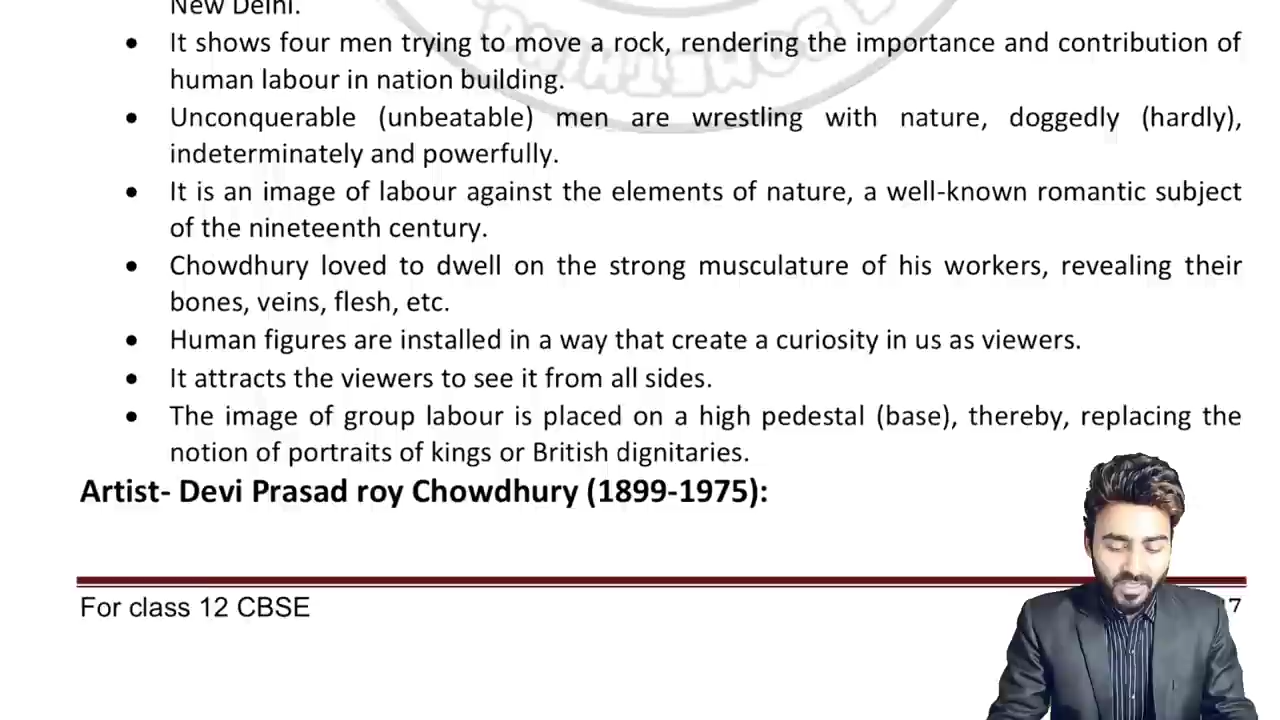 New Delhi.
• It shows four men trying to move a rock, rendering the importance and contribution of
human labour in nation building.
• Unconquerable (unbeatable) men are wrestling with nature, doggedly (hardly),
indeterminately and powerfully.
• It is an image of labour against the elements of nature, a well-known romantic subject
of the nineteenth century.
• Chowdhury loved to dwell on the strong musculature of his workers, revealing their
bones, veins, flesh, etc.
• Human figures are installed in a way that create a curiosity in us as viewers.
• It attracts the viewers to see it from all sides.
• The image of group labour is placed on a high pedestal (base), thereby, replacing the
notion of portraits of kings or British dignitaries.
Artist- Devi Prasad roy Chowdhury (1899-1975):
For class 12 CBSE
7